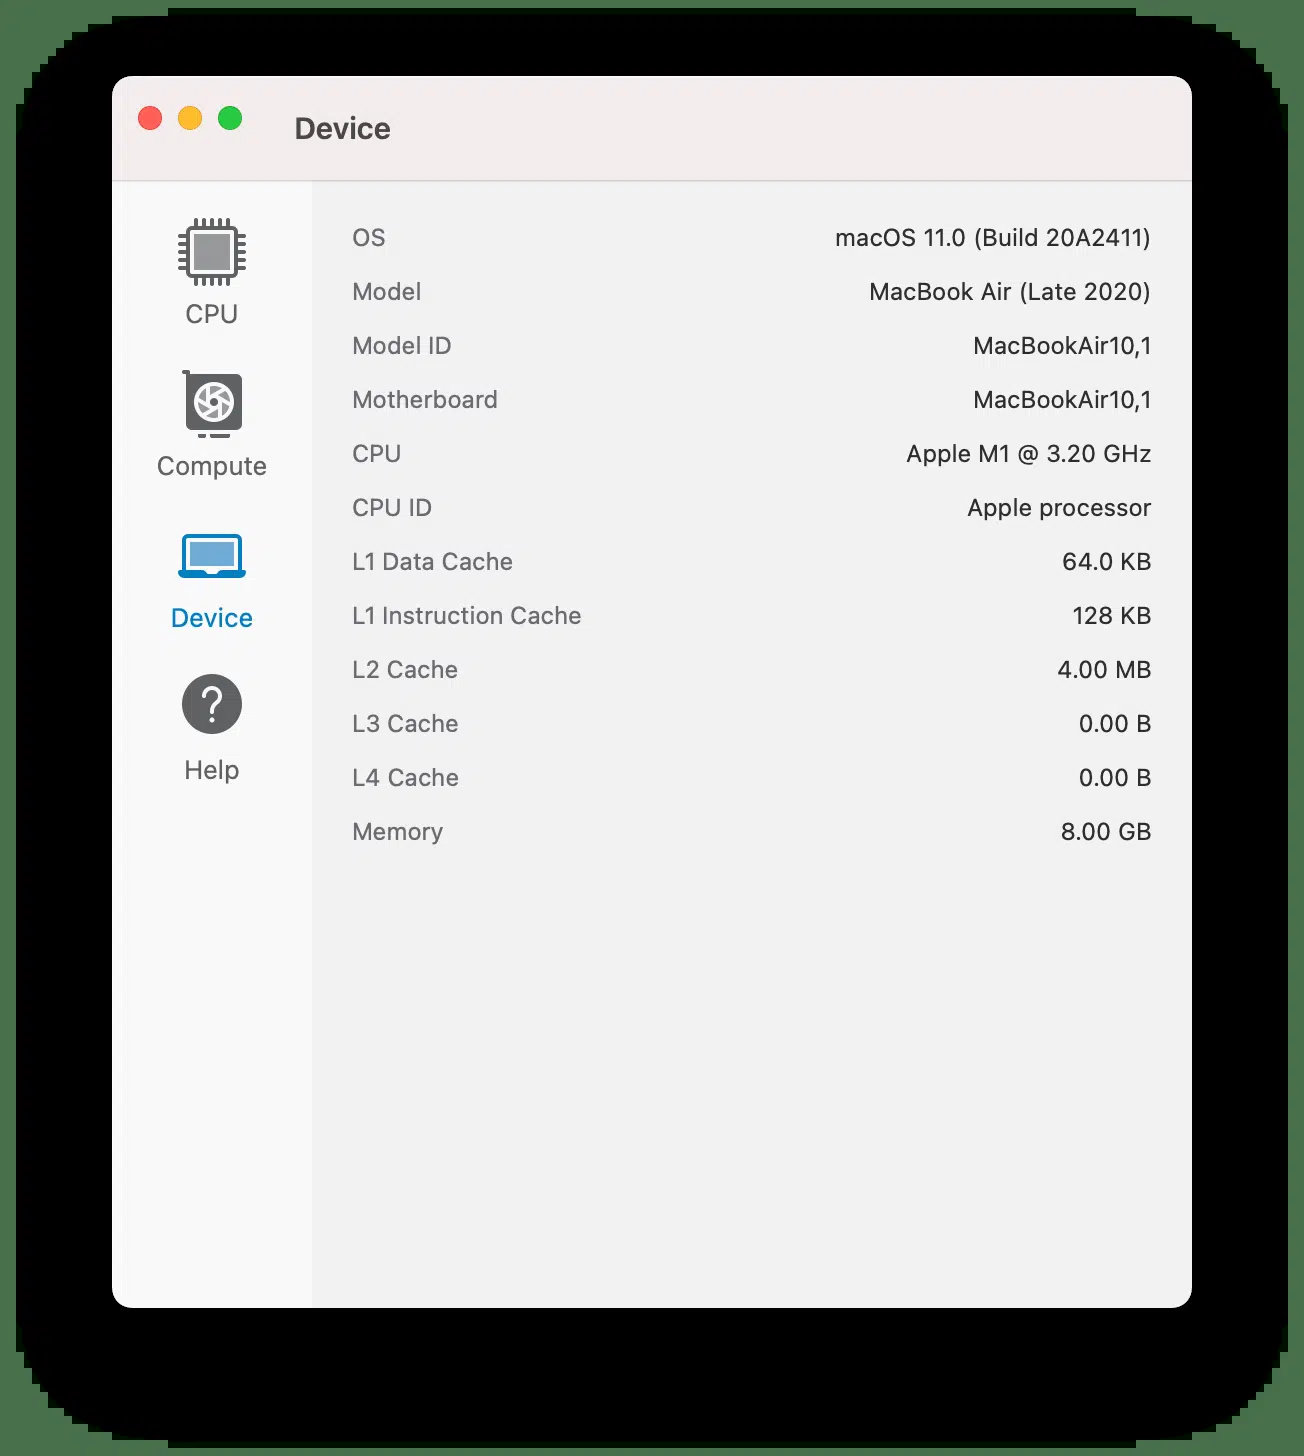 Device
CPU
Compute
Device
Help
OS macOS 11.0 (Build 20A2411)
Model MacBook Air (Late 2020)
Model ID MacBookAir10,1
Motherboard MacBookAir10,1
CPU Apple M1 @ 3.20 GHz
CPU ID Apple processor
L1 Data Cache 64.0 KB
L1 Instruction Cache 128 KB
L2 Cache 4.00 MB
L3 Cache 0.00 B
L4 Cache 0.00 B
Memory 8.00 GB